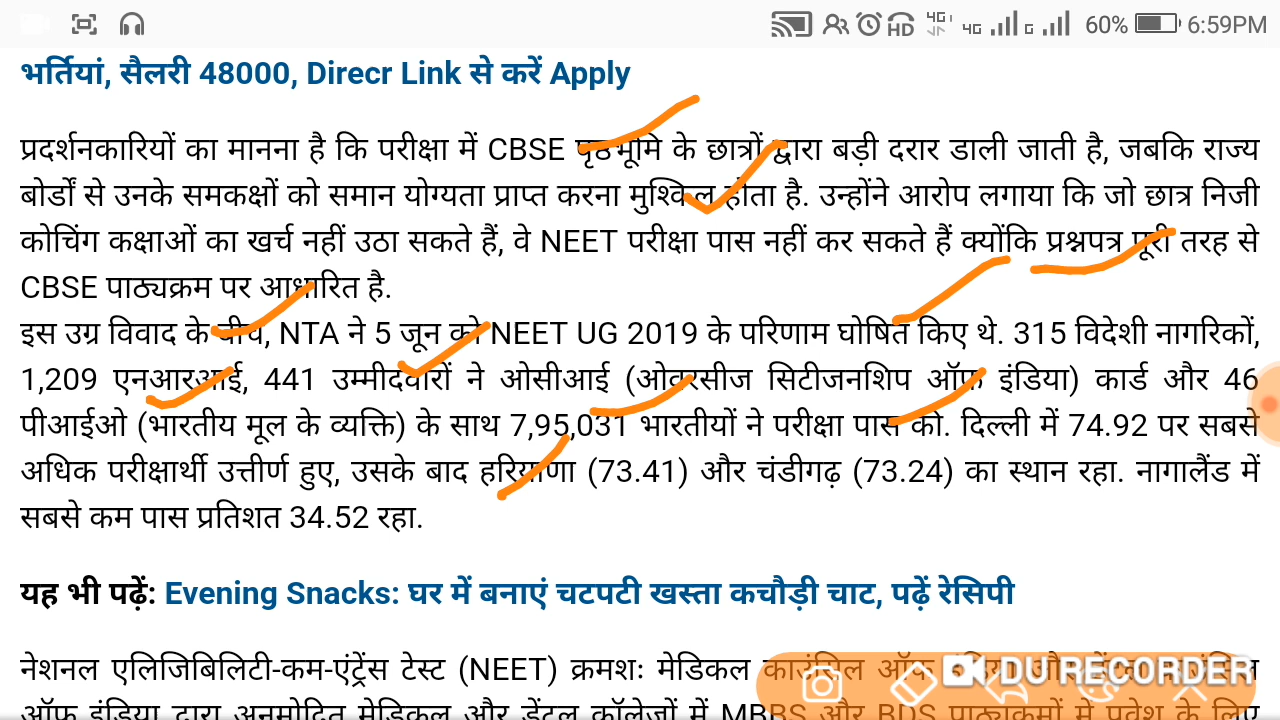 HD 4G 4G G 60% 6:59PM
भर्तियां, सैलरी 48000, Direcr Link से करें Apply
प्रदर्शनकारियों का मानना है कि परीक्षा में CBSE पृष्ठभूमि के छात्रों द्वारा बड़ी दरार डाली जाती है, जबकि राज्य
बोर्डों से उनके समकक्षों को समान योग्यता प्राप्त करना मुश्किल होता है. उन्होंने आरोप लगाया कि जो छात्र निजी
कोचिंग कक्षाओं का खर्च नहीं उठा सकते हैं, वे NEET परीक्षा पास नहीं कर सकते हैं क्योंकि प्रश्नपत्र पूरी तरह से
CBSE पाठ्यक्रम पर आधारित है.
इस उग्र विवाद के बीच, NTA ने 5 जून को NEET UG 2019 के परिणाम घोषित किए थे. 315 विदेशी नागरिकों,
1,209 एनआरआई, 441 उम्मीदवारों ने ओसीआई (ओवरसीज सिटीजनशिप ऑफ इंडिया) कार्ड और 46
पीआईओ (भारतीय मूल के व्यक्ति) के साथ 7,95,031 भारतीयों ने परीक्षा पास की. दिल्ली में 74.92 पर सबसे
अधिक परीक्षार्थी उत्तीर्ण हुए, उसके बाद हरियाणा (73.41) और चंडीगढ़ (73.24) का स्थान रहा. नागालैंड में
सबसे कम पास प्रतिशत 34.52 रहा.
यह भी पढ़ें: Evening Snacks: घर में बनाएं चटपटी खस्ता कचौड़ी चाट, पढ़ें रेसिपी
नेशनल एलिजिबिलिटी-कम-एंट्रेंस टेस्ट (NEET) क्रमशः मेडिकल काउंसिल ऑफ
DU RECORDER
ऑफ इंडिया द्वारा अनुमोदित मेडिकल और डेंटल कॉलेजों में MBBS और BDS पाठ्यक्रमों में प्रवेश के लिए